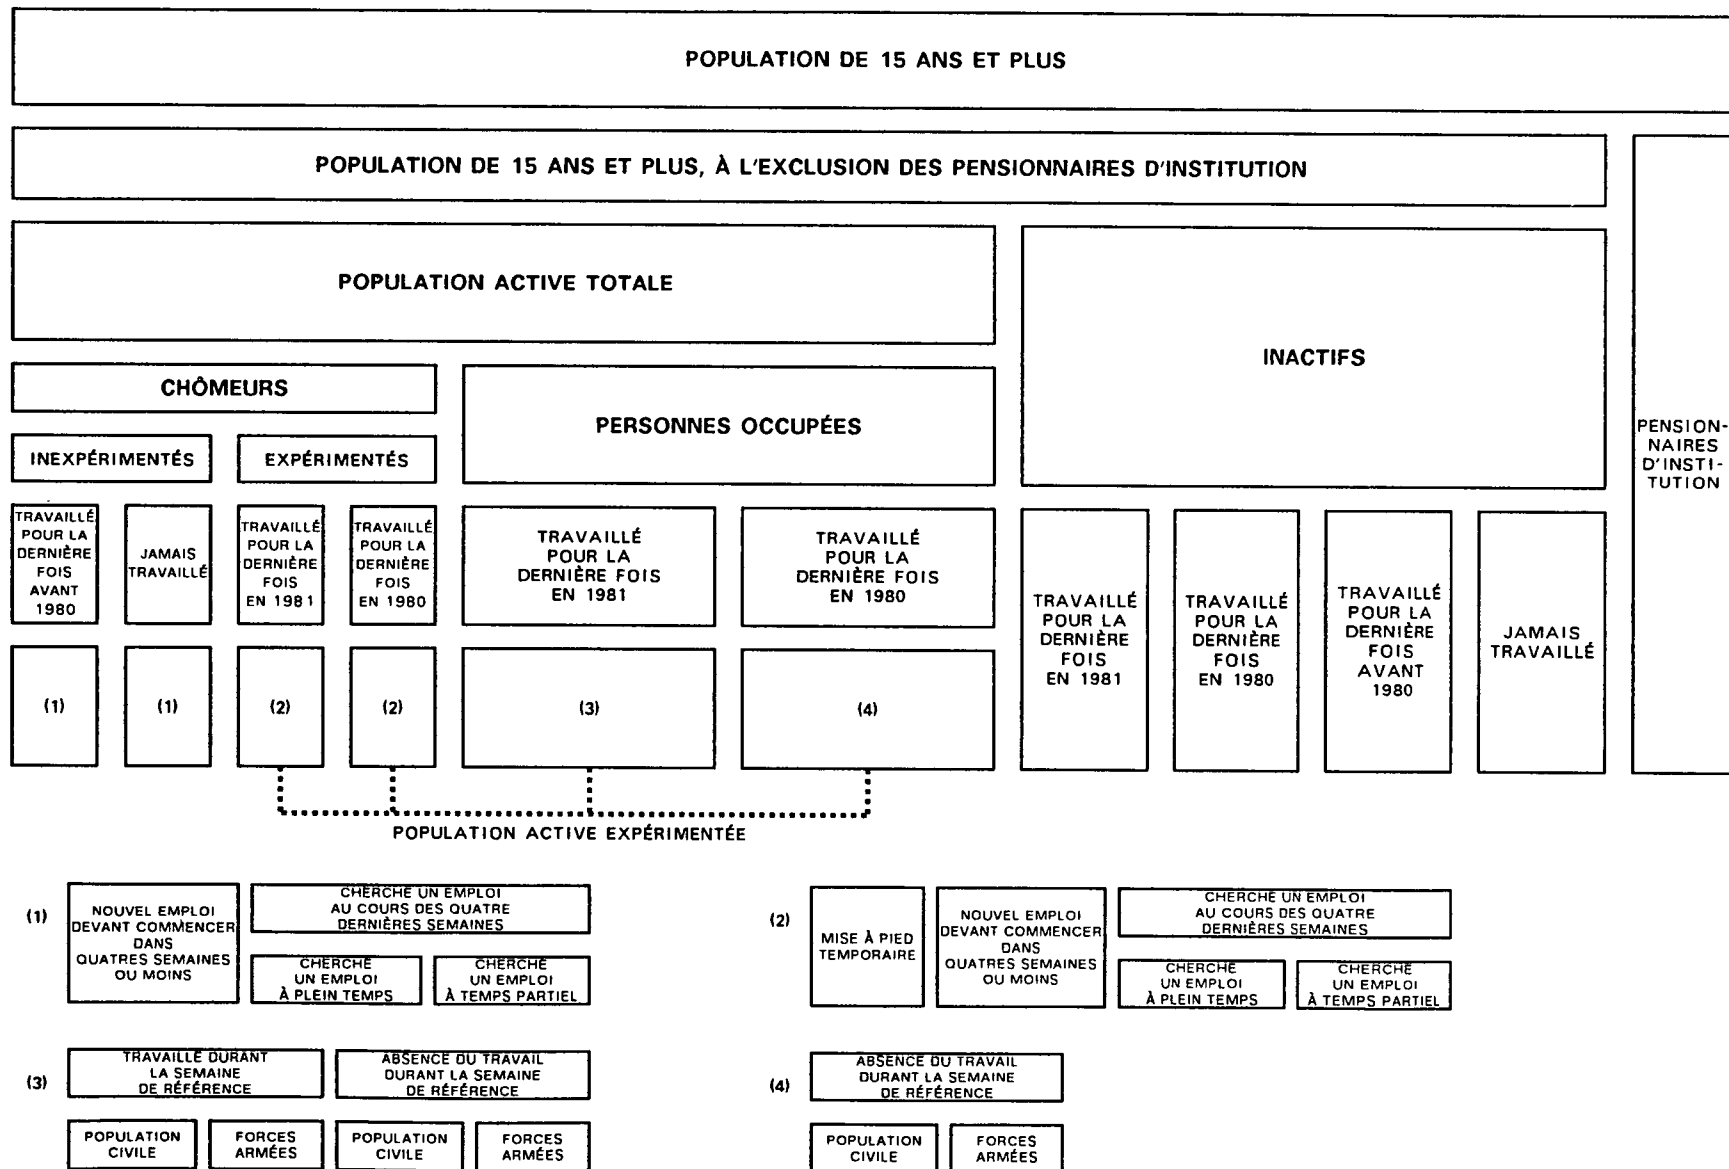 POPULATION DE 15 ANS ET PLUS
POPULATION DE 15 ANS ET PLUS, À L'EXCLUSION DES PENSIONNAIRES D'INSTITUTION
PENSION-
NAIRES
D'INSTI-
TUTION
POPULATION ACTIVE TOTALE
INACTIFS
CHÔMEURS
PERSONNES OCCUPÉES
INEXPÉRIMENTÉS
EXPÉRIMENTÉS
TRAVAILLÉ
POUR LA
DERNIÈRE
FOIS
AVANT
1980
JAMAIS
TRAVAILLÉ
TRAVAILLÉ
POUR LA
DERNIÈRE
FOIS
EN 1981
TRAVAILLÉ
POUR LA
DERNIÈRE
FOIS
EN 1980
TRAVAILLÉ
POUR LA
DERNIÈRE FOIS
EN 1981
TRAVAILLÉ
POUR LA
DERNIÈRE FOIS
EN 1980
TRAVAILLÉ
POUR LA
DERNIÈRE
FOIS
EN 1981
TRAVAILLÉ
POUR LA
DERNIÈRE
FOIS
EN 1980
TRAVAILLÉ
POUR LA
DERNIÈRE
FOIS
AVANT
1980
JAMAIS
TRAVAILLÉ
(1)
(1)
(2)
(2)
(3)
(4)
POPULATION ACTIVE EXPÉRIMENTÉE
(1)
NOUVEL EMPLOI
DEVANT COMMENCER
DANS
QUATRES SEMAINES
OU MOINS
CHERCHÉ UN EMPLOI
AU COURS DES QUATRE
DERNIÈRES SEMAINES
CHERCHÉ
UN EMPLOI
À PLEIN TEMPS
CHERCHÉ
UN EMPLOI
À TEMPS PARTIEL
(2)
MISE À PIED
TEMPORAIRE
NOUVEL EMPLOI
DEVANT COMMENCER
DANS
QUATRES SEMAINES
OU MOINS
CHERCHÉ UN EMPLOI
AU COURS DES QUATRE
DERNIÈRES SEMAINES
CHERCHÉ
UN EMPLOI
À PLEIN TEMPS
CHERCHÉ
UN EMPLOI
À TEMPS PARTIEL
(3)
TRAVAILLÉ DURANT
LA SEMAINE
DE RÉFÉRENCE
ABSENCE DU TRAVAIL
DURANT LA SEMAINE
DE RÉFÉRENCE
POPULATION
CIVILE
FORCES
ARMÉES
POPULATION
CIVILE
FORCES
ARMÉES
(4)
ABSENCE DU TRAVAIL
DURANT LA SEMAINE
DE RÉFÉRENCE
POPULATION
CIVILE
FORCES
ARMÉES